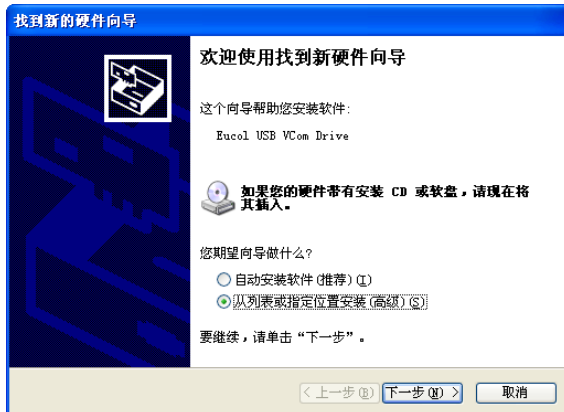 找到新的硬件向导
欢迎使用找到新硬件向导
这个向导帮助您安装软件:
Eucol USB VCom Drive
如果您的硬件带有安装 CD 或软盘，请现在将
其插入。
您期望向导做什么?
自动安装软件(推荐)(I)
从列表或指定位置安装(高级)(S)
要继续，请单击“下一步”。
<上一步(B) 下一步(N)> 取消